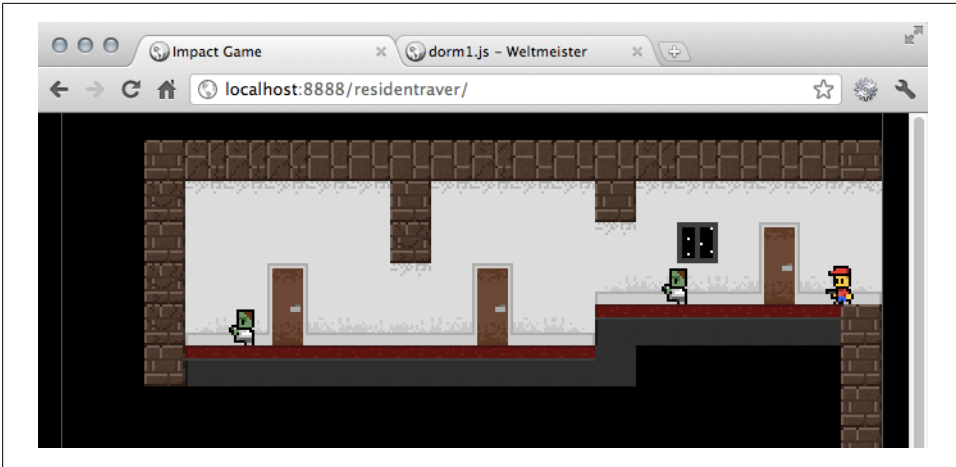 Impact Game
dorm1.js – Weltmeister
localhost:8888/residentraver/